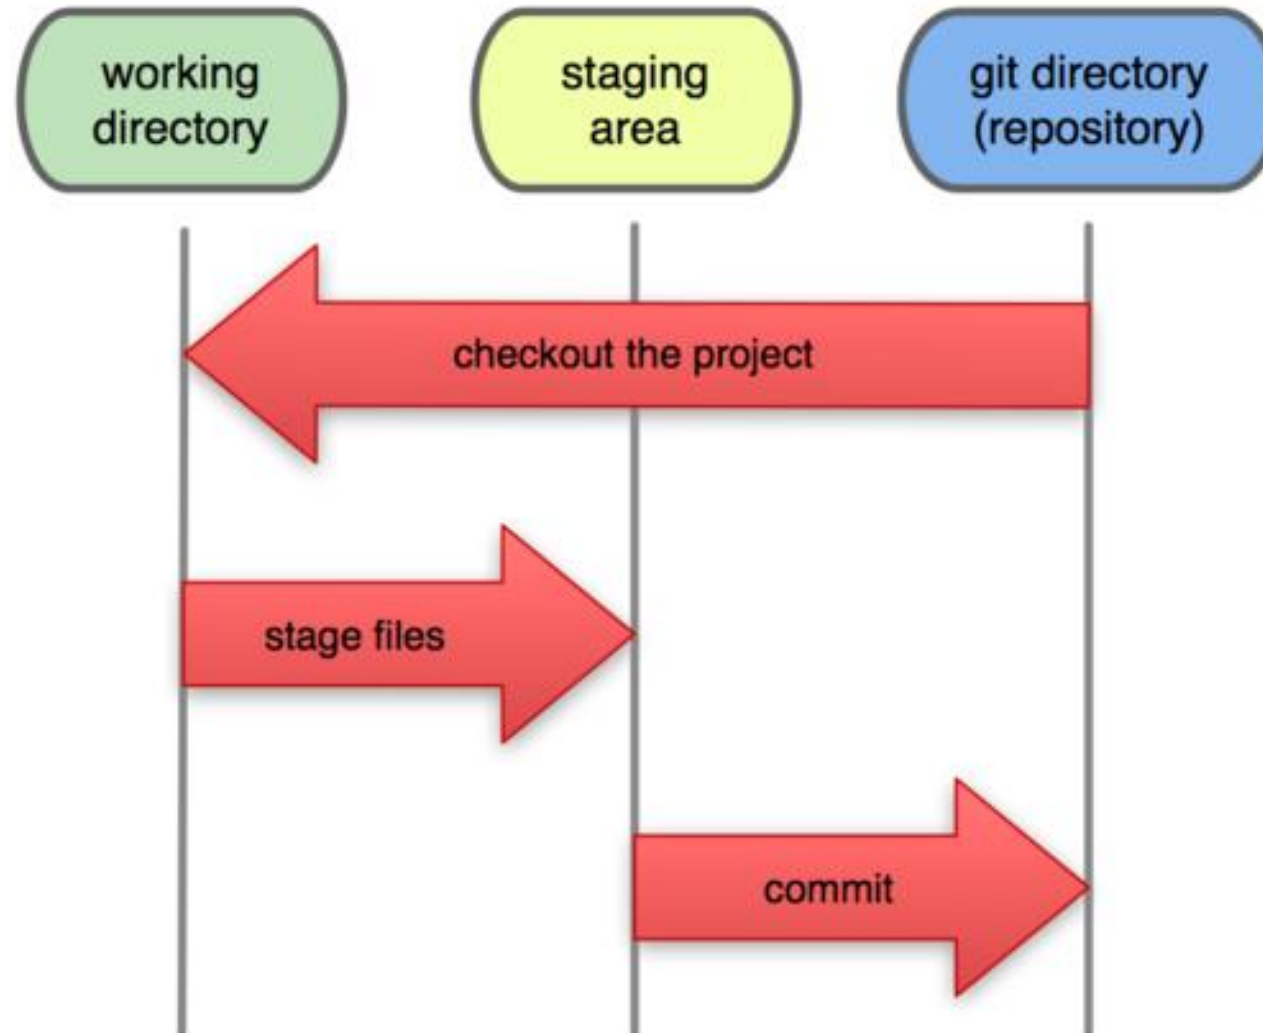 working
directory
staging
area
git directory
(repository)
checkout the project
stage files
commit